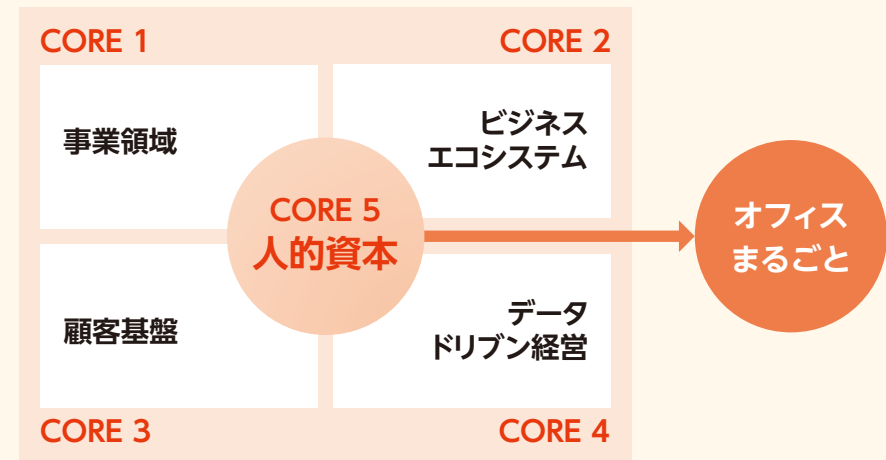 CORE 1
事業領域
CORE 2
ビジネス
エコシステム
CORE 5
人的資本
オフィス
まるごと
顧客基盤
CORE 3
データ
ドリブン経営
CORE 4